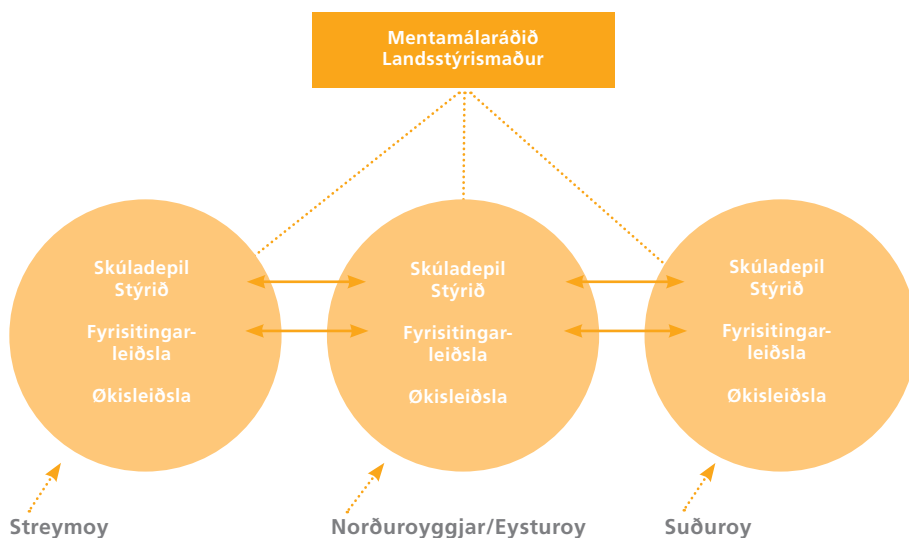 Mentamálaráðið
Landsstýrismaður
Skúladepil
Stýrið
Fyrisitingar-
leiðsla
Økisleiðsla
Skúladepil
Stýrið
Fyrisitingar-
leiðsla
Økisleiðsla
Skúladepil
Stýrið
Fyrisitingar-
leiðsla
Økisleiðsla
Streymoy
Norðuroyggjar/Eysturoy
Suðuroy